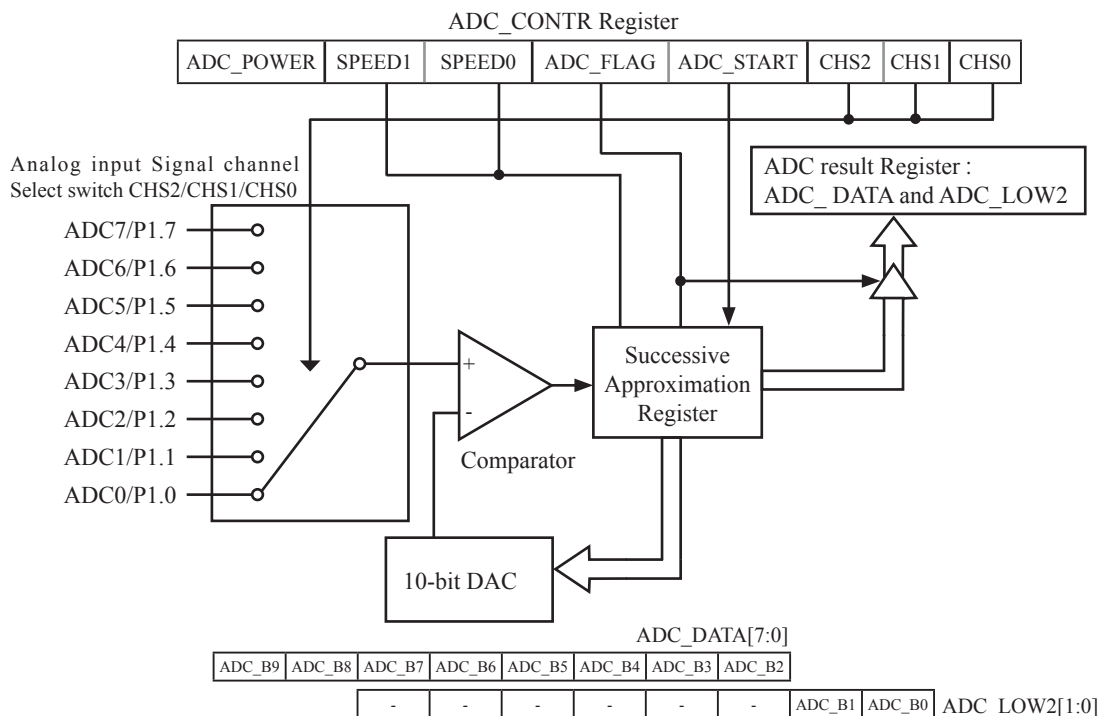 ADC_CONTR Register
ADC_POWER SPEED1 SPEED0 ADC_FLAG ADC_START CHS2 CHS1 CHS0
Analog input Signal channel
Select switch CHS2/CHS1/CHS0
ADC result Register :
ADC_ DATA and ADC_LOW2
ADC7/P1.7
ADC6/P1.6
ADC5/P1.5
ADC4/P1.4
ADC3/P1.3
ADC2/P1.2
ADC1/P1.1
ADC0/P1.0
+
-
Comparator
Successive
Approximation
Register
10-bit DAC
ADC_DATA[7:0]
ADC_B9 ADC_B8 ADC_B7 ADC_B6 ADC_B5 ADC_B4 ADC_B3 ADC_B2
- - - - - - ADC_B1 ADC_B0 ADC_LOW2[1:0]